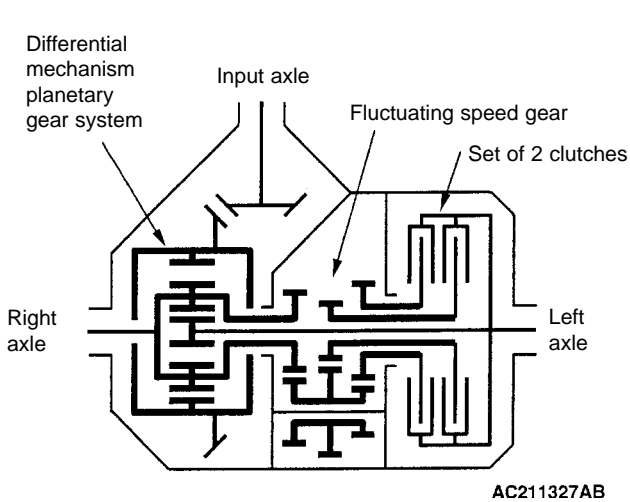 Differential
mechanism
planetary
gear system
Input axle
Fluctuating speed gear
Set of 2 clutches
Right
axle
Left
axle
AC211327AB